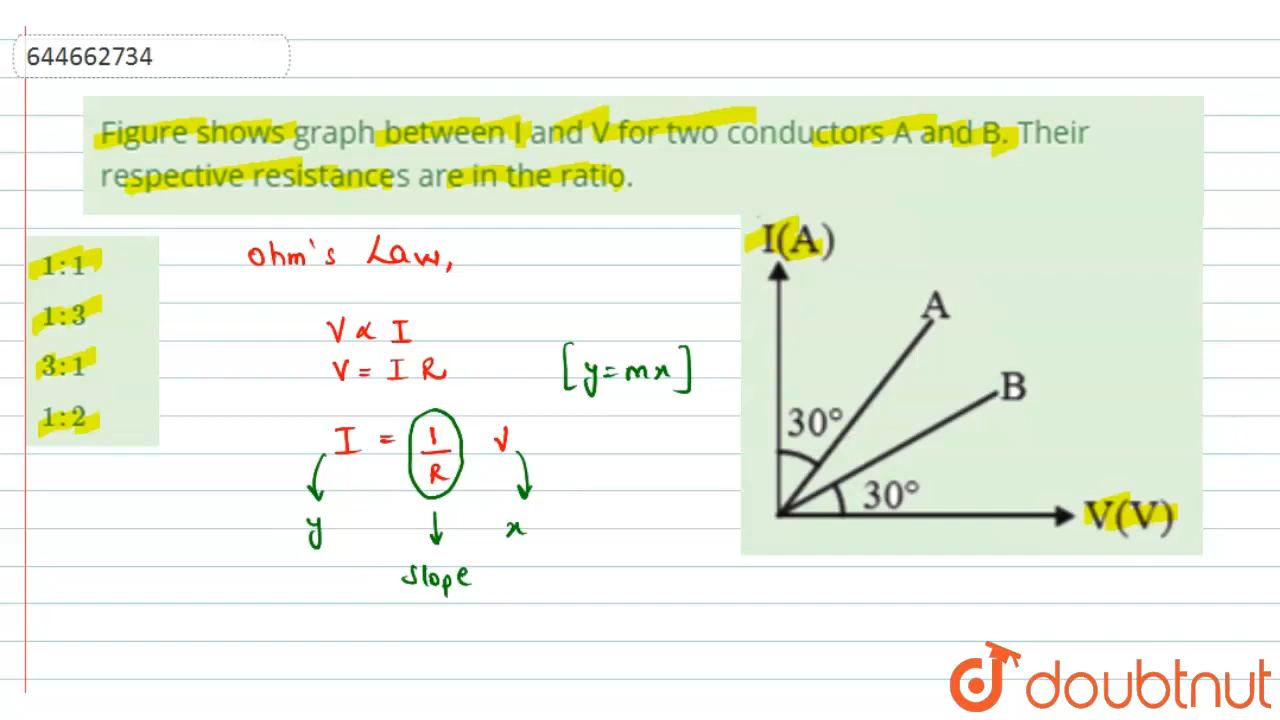 644662734
Figure shows graph between I and V for two conductors A and B. Their
respective resistances are in the ratio.
1 : 1
1 : 3
3 : 1
1 : 2
Ohm's Law,
V ∝ I
V = I R
[y = mx]
I = 1/R V
y
x
slope
I(A)
A
B
30°
30°
V(V)
doubtnut